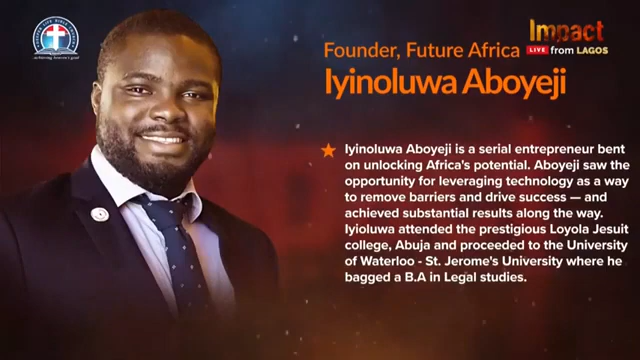 achieving heaven's goal
Impact
LIVE from LAGOS
Founder, Future Africa
Iyinoluwa Aboyeji
Iyinoluwa Aboyeji is a serial entrepreneur bent
on unlocking Africa's potential. Aboyeji saw the
opportunity for leveraging technology as a way
to remove barriers and drive success — and
achieved substantial results along the way.
Iyioluwa attended the prestigious Loyola Jesuit
college, Abuja and proceeded to the University
of Waterloo - St. Jerome's University where he
bagged a B.A in Legal studies.